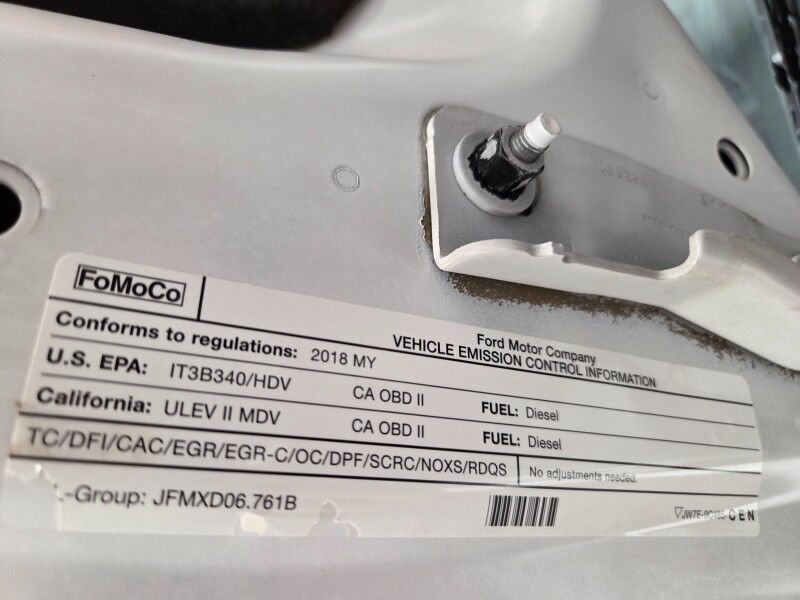 FoMoCo
Ford Motor Company
VEHICLE EMISSION CONTROL INFORMATION
Conforms to regulations: 2018 MY
U.S. EPA: IT3B340/HDV CA OBD II FUEL: Diesel
California: ULEV II MDV CA OBD II FUEL: Diesel
TC/DFI/CAC/EGR/EGR-C/OC/DPF/SCRC/NOXS/RDQS No adjustments needed.
-Group: JFMXD06.761B
CEN